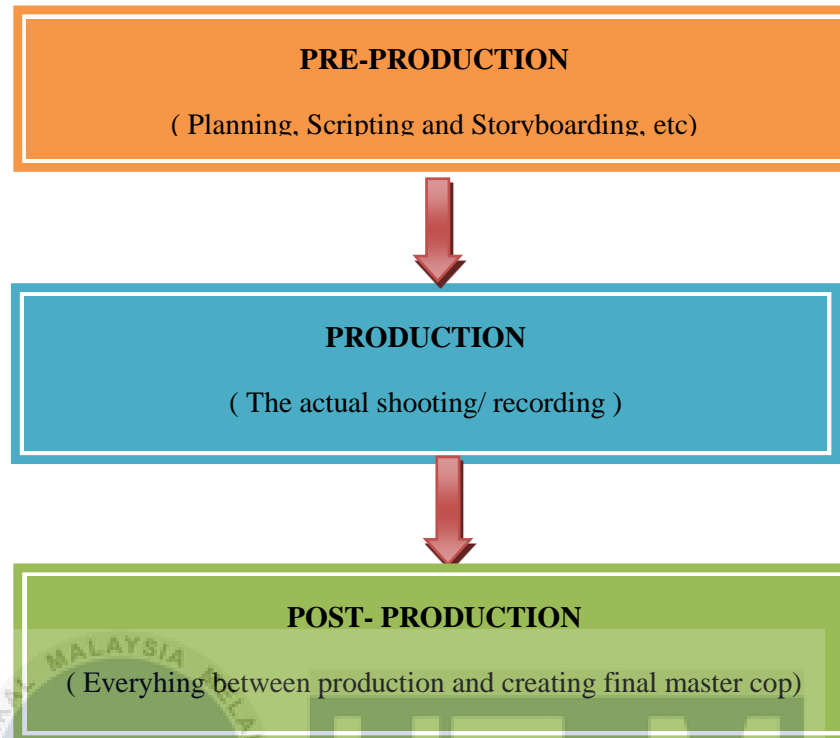 PRE-PRODUCTION
( Planning, Scripting and Storyboarding, etc)
PRODUCTION
( The actual shooting/ recording )
POST- PRODUCTION
( Everyhing between production and creating final master cop)
MALAYSIA